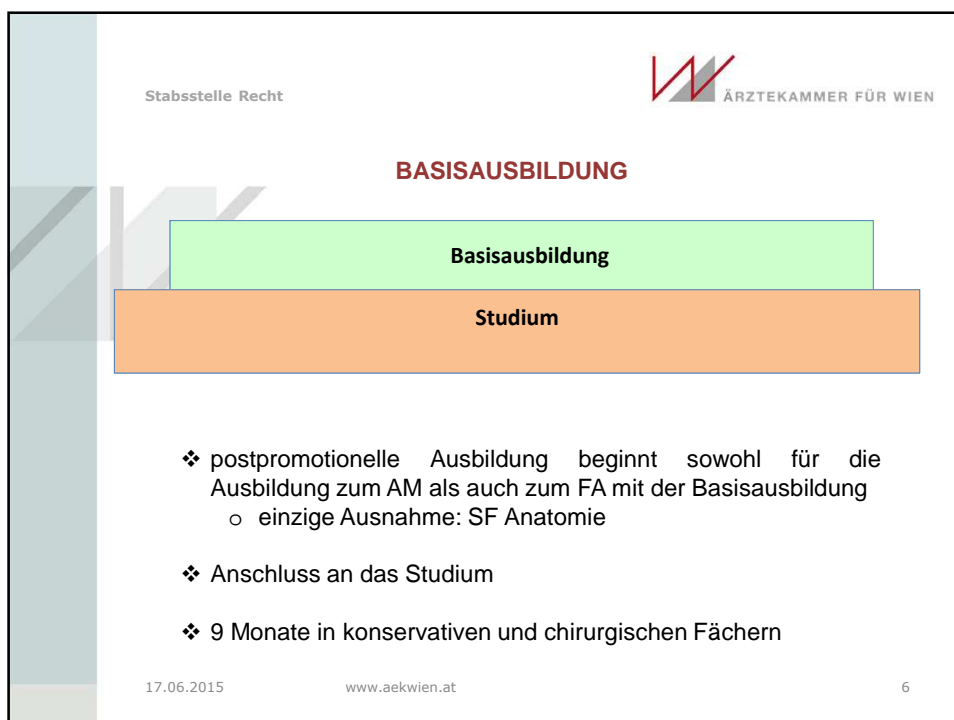 Stabsstelle Recht
ÄRZTEKAMMER FÜR WIEN
BASISAUSBILDUNG
Basisausbildung
Studium
❖ postpromotionelle Ausbildung beginnt sowohl für die
Ausbildung zum AM als auch zum FA mit der Basisausbildung
o einzige Ausnahme: SF Anatomie
❖ Anschluss an das Studium
❖ 9 Monate in konservativen und chirurgischen Fächern
17.06.2015 www.aekwien.at 6